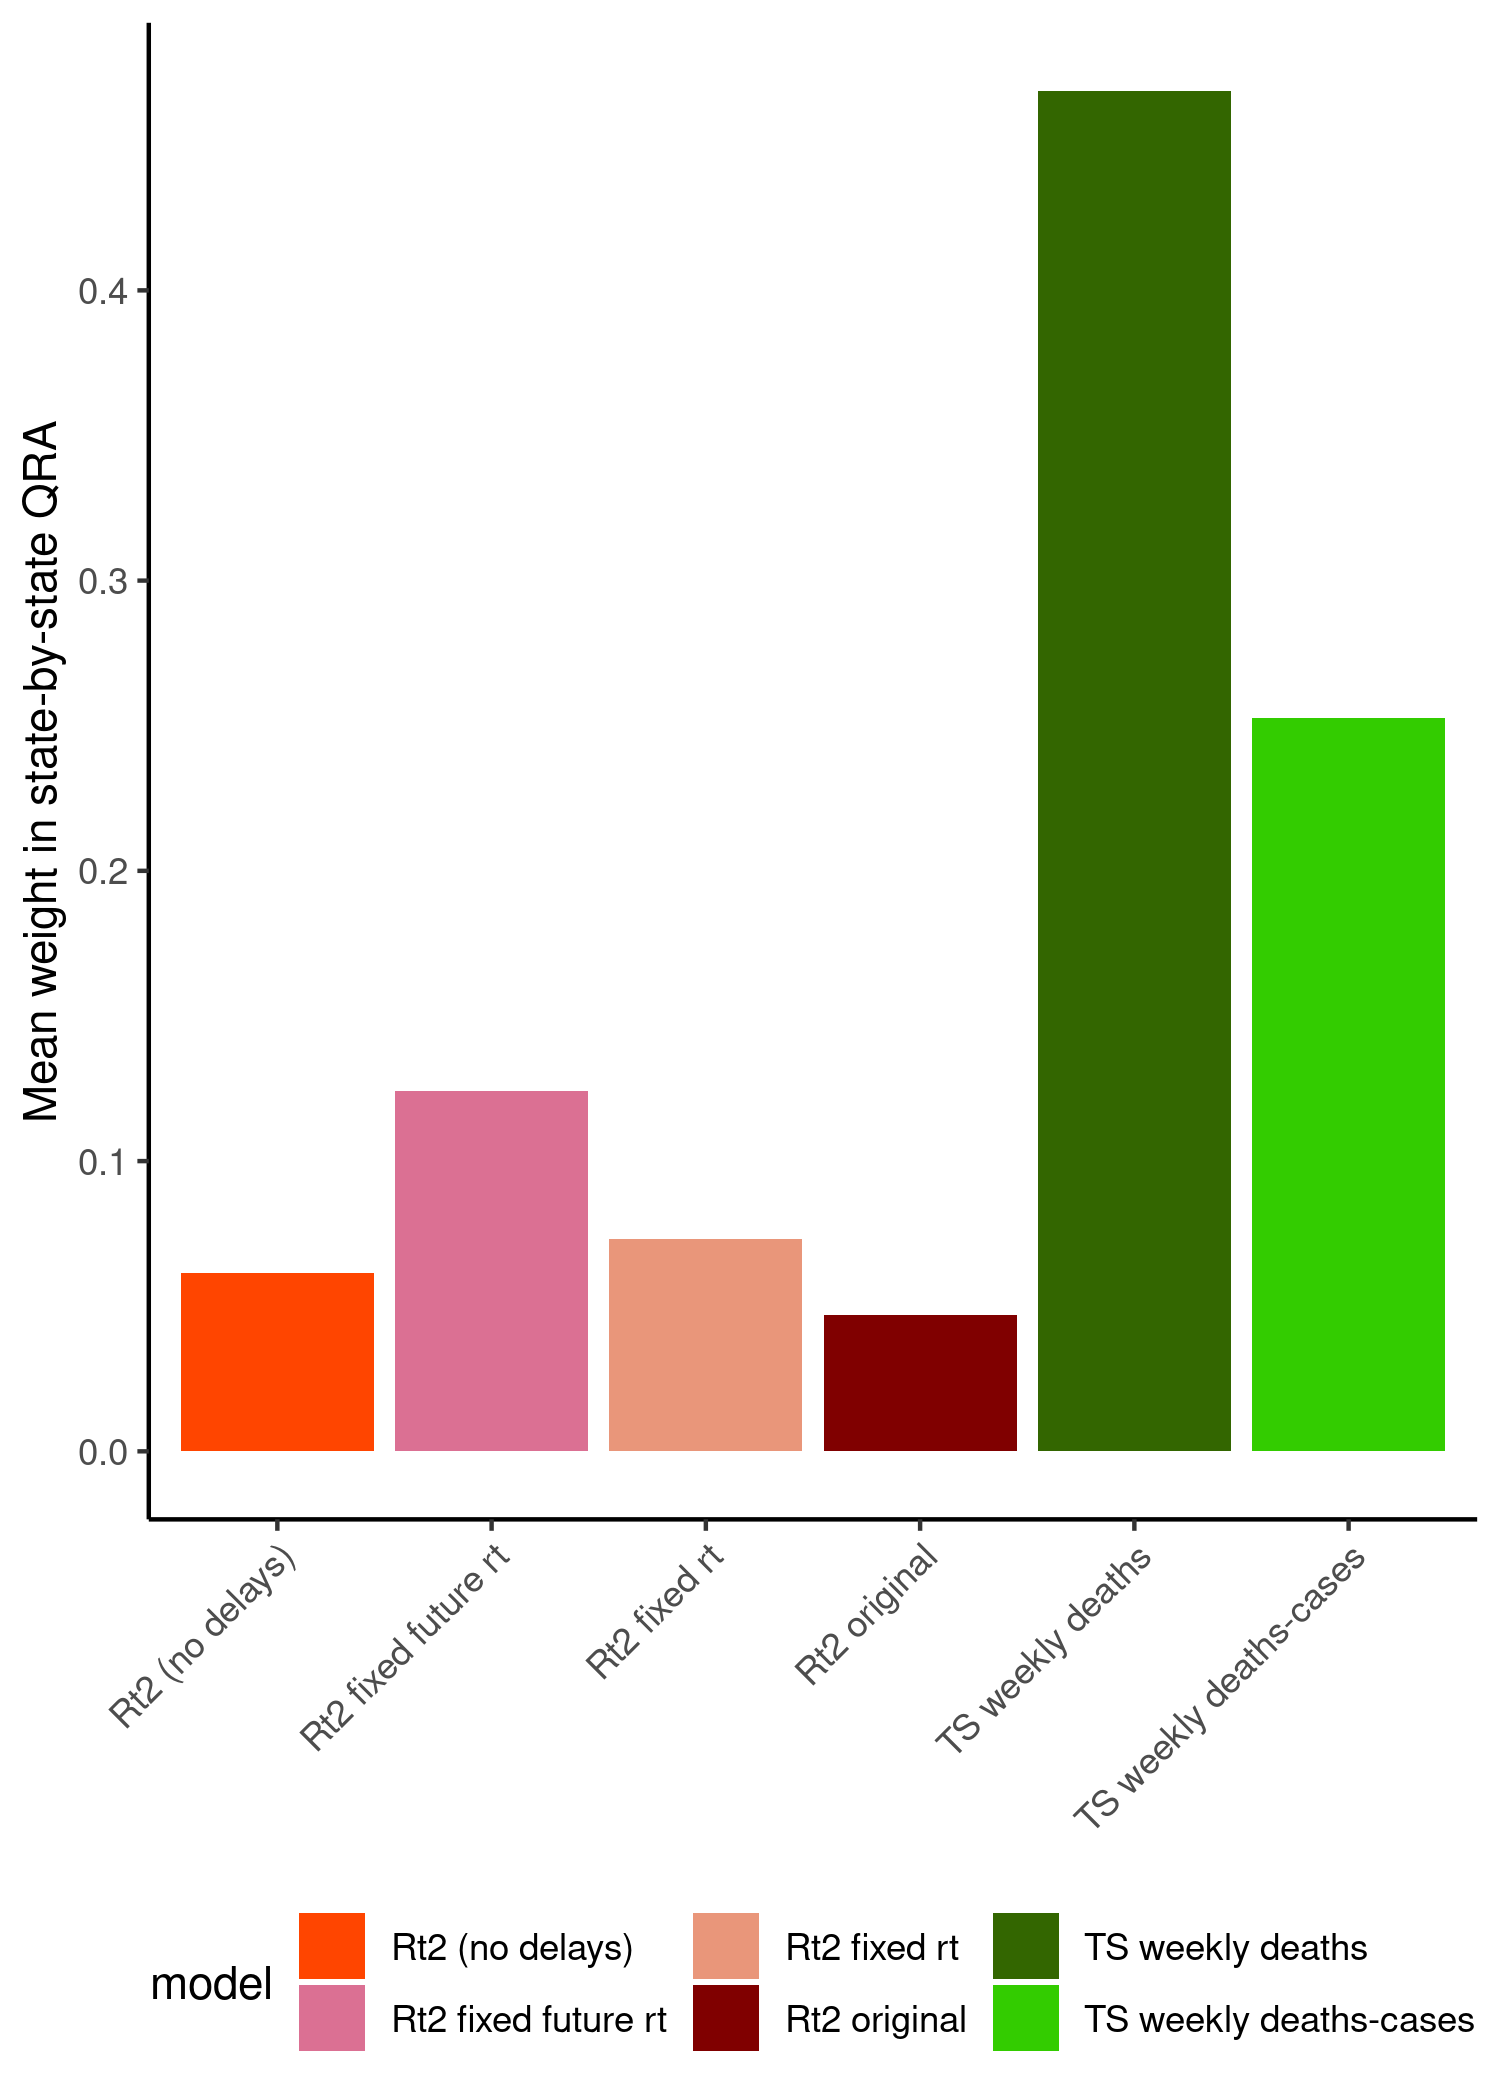 Mean weight in state-by-state QRA
0.4
0.3
0.2
0.1
0.0
Rt2 (no delays)
Rt2 fixed future rt
Rt2 fixed rt
Rt2 original
TS weekly deaths
TS weekly deaths-cases
model
Rt2 (no delays)
Rt2 fixed rt
TS weekly deaths
Rt2 fixed future rt
Rt2 original
TS weekly deaths-cases